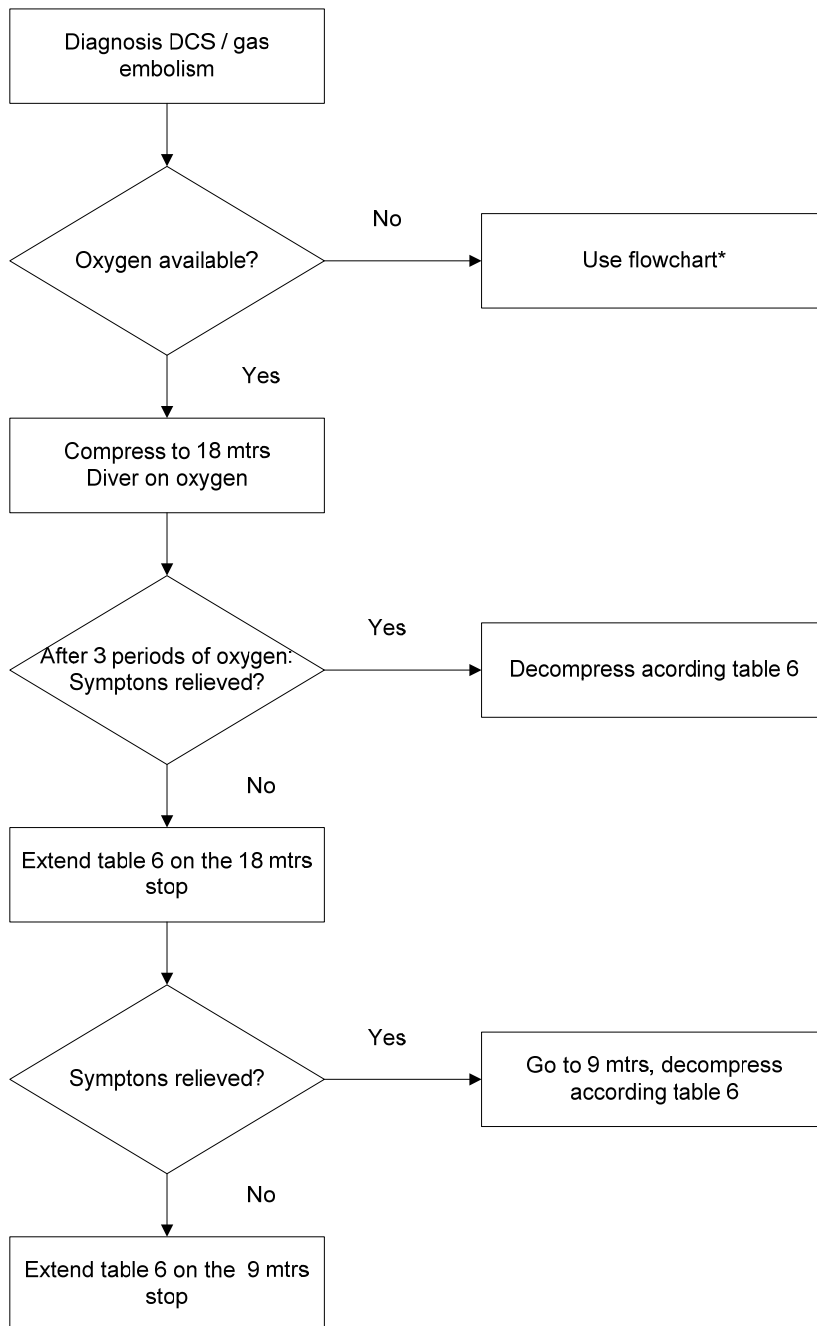 Diagnosis DCS / gas
embolism
Oxygen available?
No
Use flowchart*
Yes
Compress to 18 mtrs
Diver on oxygen
After 3 periods of oxygen:
Symptons relieved?
Yes
Decompress acording table 6
No
Extend table 6 on the 18 mtrs
stop
Symptons relieved?
Yes
Go to 9 mtrs, decompress
according table 6
No
Extend table 6 on the  9 mtrs
stop